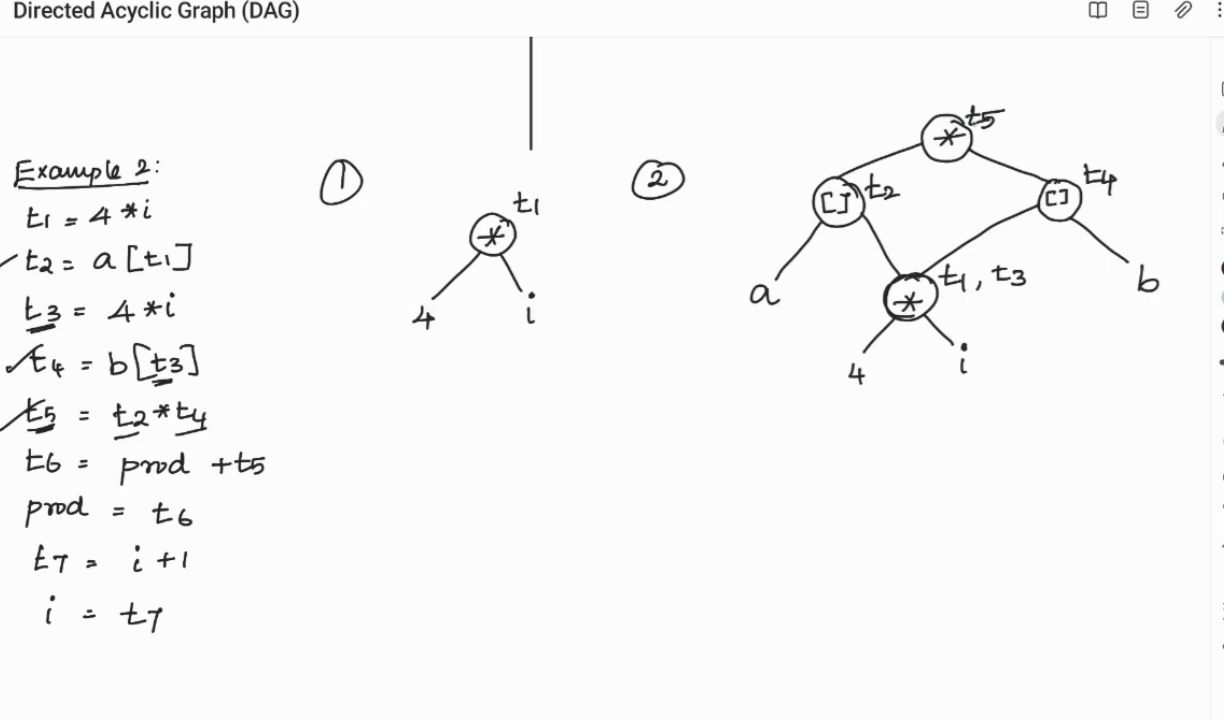 Directed Acyclic Graph (DAG)
Example 2:
t1 = 4 * i
t2 = a [t1]
t3 = 4 * i
t4 = b [t3]
t5 = t2 * t4
t6 = prod + t5
prod = t6
t7 = i + 1
i = t7
1
t1
*
4 i
2
* t5
[] t2
[] t4
a
* t1, t3
b
4 i